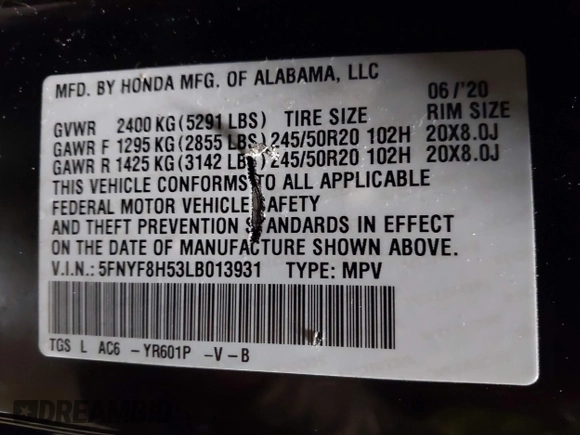 MFD. BY HONDA MFG. OF ALABAMA, LLC 06/'20
GVWR 2400 KG(5291 LBS) TIRE SIZE RIM SIZE
GAWR F 1295 KG(2855 LBS)245/50R20 102H 20X8.0J
GAWR R 1425 KG(3142 LBS)245/50R20 102H 20X8.0J
THIS VEHICLE CONFORMS TO ALL APPLICABLE
FEDERAL MOTOR VEHICLE SAFETY
AND THEFT PREVENTION STANDARDS IN EFFECT
ON THE DATE OF MANUFACTURE SHOWN ABOVE.
V.I.N.: 5FNYF8H53LB013931 TYPE: MPV
TGS L AC6 -YR601P -V-B
DREAMBID